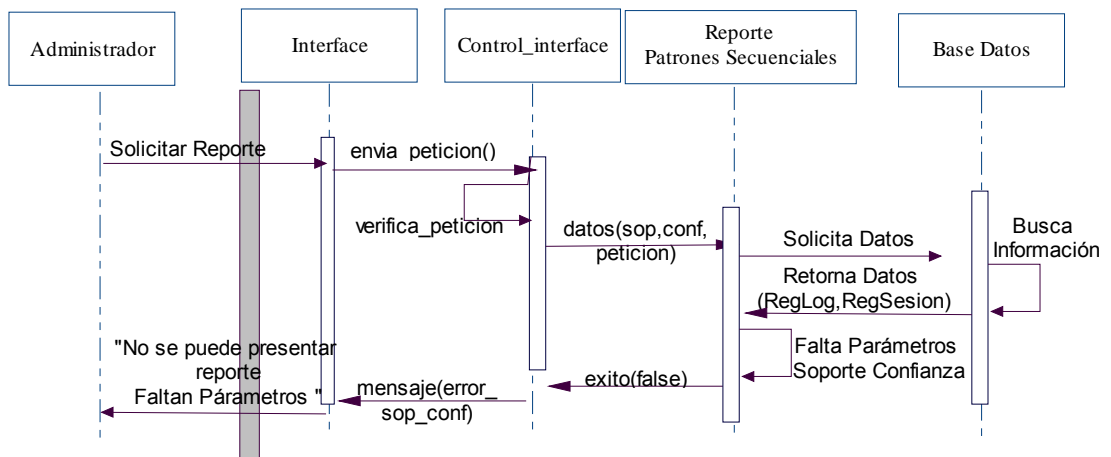 Administrador
Interface
Control_interface
Reporte
Patrones Secuenciales
Base Datos
Solicitar Reporte
envia peticion()
verifica_peticion
datos(sop,conf,
peticion)
Solicita Datos
Busca
Información
Retorna Datos
(RegLog,RegSesion)
Falta Parámetros
Soporte Confianza
exito(false)
mensaje(error_
sop_conf)
"No se puede presentar
reporte
Faltan Párametros "